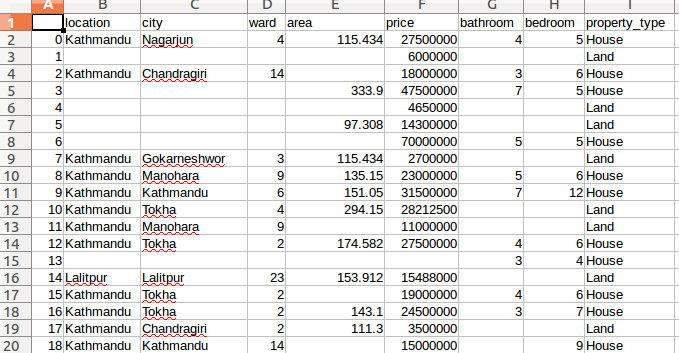 A B C D E F G H I
1 location city ward area price bathroom bedroom property_type
2 0 Kathmandu Nagarjun 4 115.434 27500000 4 5 House
3 1 6000000 Land
4 2 Kathmandu Chandragiri 14 18000000 3 6 House
5 3 333.9 47500000 7 5 House
6 4 4650000 Land
7 5 97.308 14300000 Land
8 6 70000000 5 5 House
9 7 Kathmandu Gokarneshwor 3 115.434 2700000 Land
10 8 Kathmandu Manohara 9 135.15 23000000 5 6 House
11 9 Kathmandu Kathmandu 6 151.05 31500000 7 12 House
12 10 Kathmandu Tokha 4 294.15 28212500 Land
13 11 Kathmandu Manohara 9 11000000 Land
14 12 Kathmandu Tokha 2 174.582 27500000 4 6 House
15 13 3 4 House
16 14 Lalitpur Lalitpur 23 153.912 15488000 Land
17 15 Kathmandu Tokha 2 19000000 4 6 House
18 16 Kathmandu Tokha 2 143.1 24500000 3 7 House
19 17 Kathmandu Chandragiri 2 111.3 3500000 Land
20 18 Kathmandu Kathmandu 14 15000000 9 House